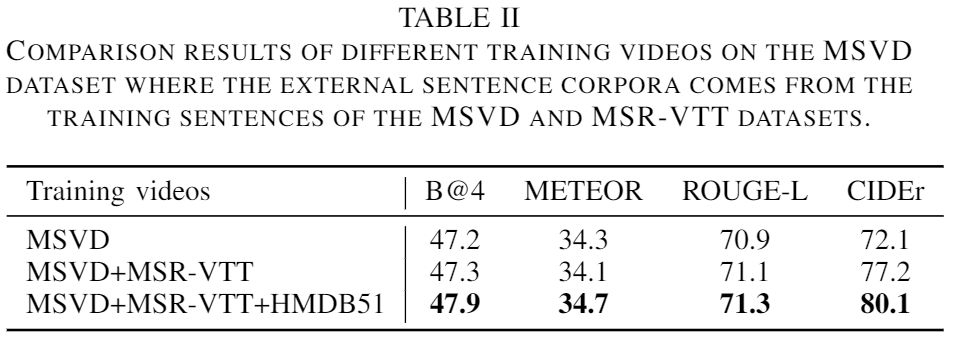 TABLE II
COMPARISON RESULTS OF DIFFERENT TRAINING VIDEOS ON THE MSVD
DATASET WHERE THE EXTERNAL SENTENCE CORPORA COMES FROM THE
TRAINING SENTENCES OF THE MSVD AND MSR-VTT DATASETS.
Training videos B@4 METEOR ROUGE-L CIDEr
MSVD 47.2 34.3 70.9 72.1
MSVD+MSR-VTT 47.3 34.1 71.1 77.2
MSVD+MSR-VTT+HMDB51 47.9 34.7 71.3 80.1